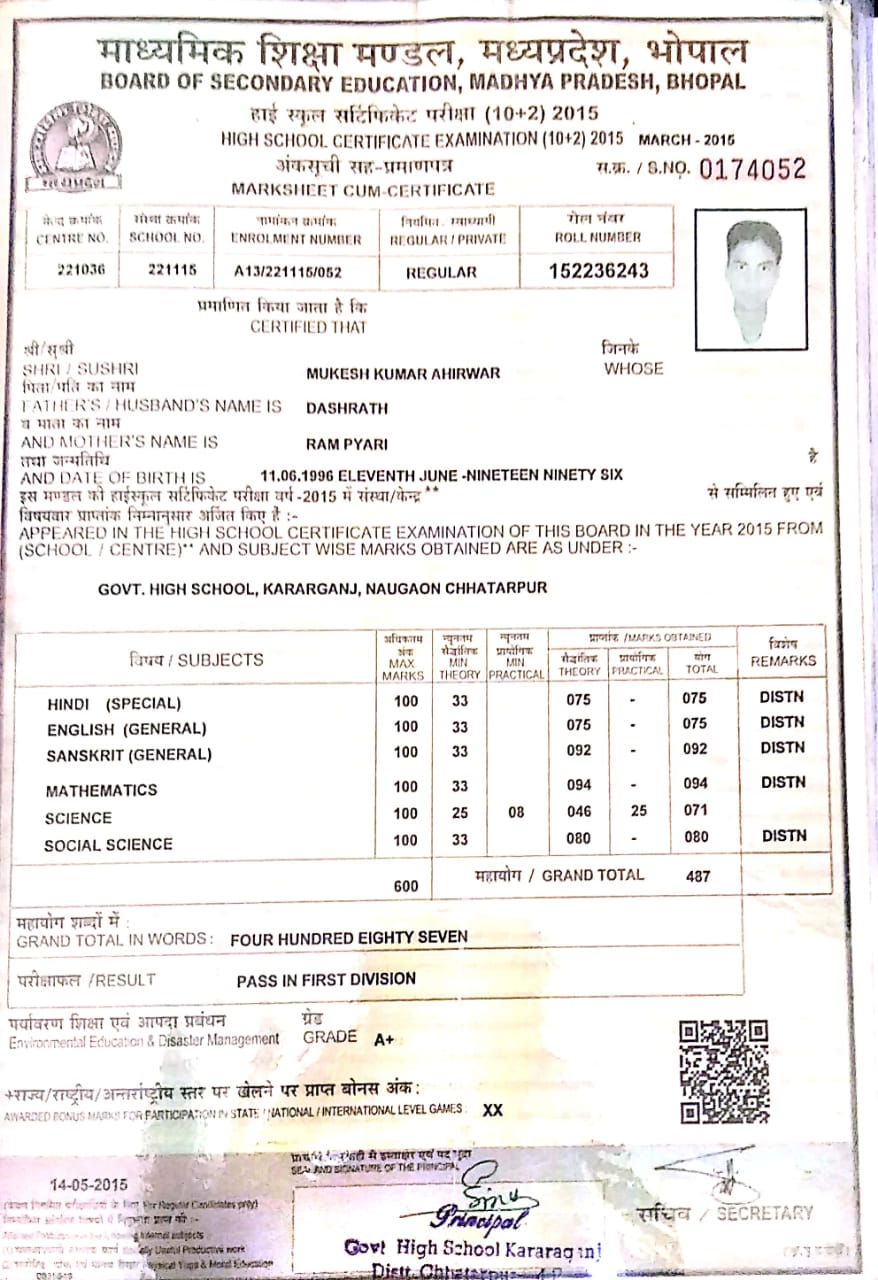 माध्यमिक शिक्षा मण्डल, मध्यप्रदेश, भोपाल
BOARD OF SECONDARY EDUCATION, MADHYA PRADESH, BHOPAL
हाई स्कूल सर्टिफिकेट परीक्षा (10+2) 2015
HIGH SCHOOL CERTIFICATE EXAMINATION (10+2) 2015 MARCH - 2015
अंकसूची सह-प्रमाणपत्र
स.क्र. / S.NO. 0174052
MARKSHEET CUM-CERTIFICATE
केन्द्र क्रमांक संस्था क्रमांक नामांकन क्रमांक नियमित. स्वाध्यायी रोल नंबर
CENTRE NO. SCHOOL NO. ENROLMENT NUMBER REGULAR / PRIVATE ROLL NUMBER
221036 221115 A13/221115/052 REGULAR 152236243
प्रमाणित किया जाता है कि
CERTIFIED THAT
श्री/सुश्री जिनके
SHRI / SUSHRI MUKESH KUMAR AHIRWAR WHOSE
पिता/पति का नाम
FATHER'S / HUSBAND'S NAME IS DASHRATH
व माता का नाम
AND MOTHER'S NAME IS RAM PYARI
तथा जन्मतिथि है
AND DATE OF BIRTH IS 11.06.1996 ELEVENTH JUNE -NINETEEN NINETY SIX
इस मण्डल की हाईस्कूल सर्टिफिकेट परीक्षा वर्ष-2015 में संस्था/केन्द्र** से सम्मिलित हुए एवं
विषयवार प्राप्तांक निम्नानुसार अर्जित किए है :-
APPEARED IN THE HIGH SCHOOL CERTIFICATE EXAMINATION OF THIS BOARD IN THE YEAR 2015 FROM
(SCHOOL / CENTRE)** AND SUBJECT WISE MARKS OBTAINED ARE AS UNDER :-
GOVT. HIGH SCHOOL, KARARGANJ, NAUGAON CHHATARPUR
विषय / SUBJECTS अधिकतम अंक MAX MARKS न्यूनतम सैद्धांतिक MIN THEORY न्यूनतम प्रायोगिक MIN PRACTICAL प्राप्तांक /MARKS OBTAINED विशेष REMARKS
सैद्धांतिक THEORY प्रायोगिक PRACTICAL योग TOTAL
HINDI (SPECIAL) 100 33 075 - 075 DISTN
ENGLISH (GENERAL) 100 33 075 - 075 DISTN
SANSKRIT (GENERAL) 100 33 092 - 092 DISTN
MATHEMATICS 100 33 094 - 094 DISTN
SCIENCE 100 25 08 046 25 071
SOCIAL SCIENCE 100 33 080 - 080 DISTN
600 महायोग / GRAND TOTAL 487
महायोग शब्दों में :
GRAND TOTAL IN WORDS : FOUR HUNDRED EIGHTY SEVEN
परीक्षाफल /RESULT PASS IN FIRST DIVISION
पर्यावरण शिक्षा एवं आपदा प्रबंधन ग्रेड
Environmental Education & Disaster Management GRADE A+
+राज्य/राष्ट्रीय/अन्तर्राष्ट्रीय स्तर पर खेलने पर प्राप्त बोनस अंक :
AWARDED BONUS MARKS FOR PARTICIPATION IN STATE / NATIONAL / INTERNATIONAL LEVEL GAMES : XX
से हस्ताक्षर एवं पद मुद्रा
SEAL AND SIGNATURE OF THE PRINCIPAL
14-05-2015
For Regular Candidates only)
Principal
सचिव / SECRETARY
Internal subjects
Useful Productive work
Govt High School Kararaganj
Physical Yoga & Moral Education
Distt. Chhatarpur